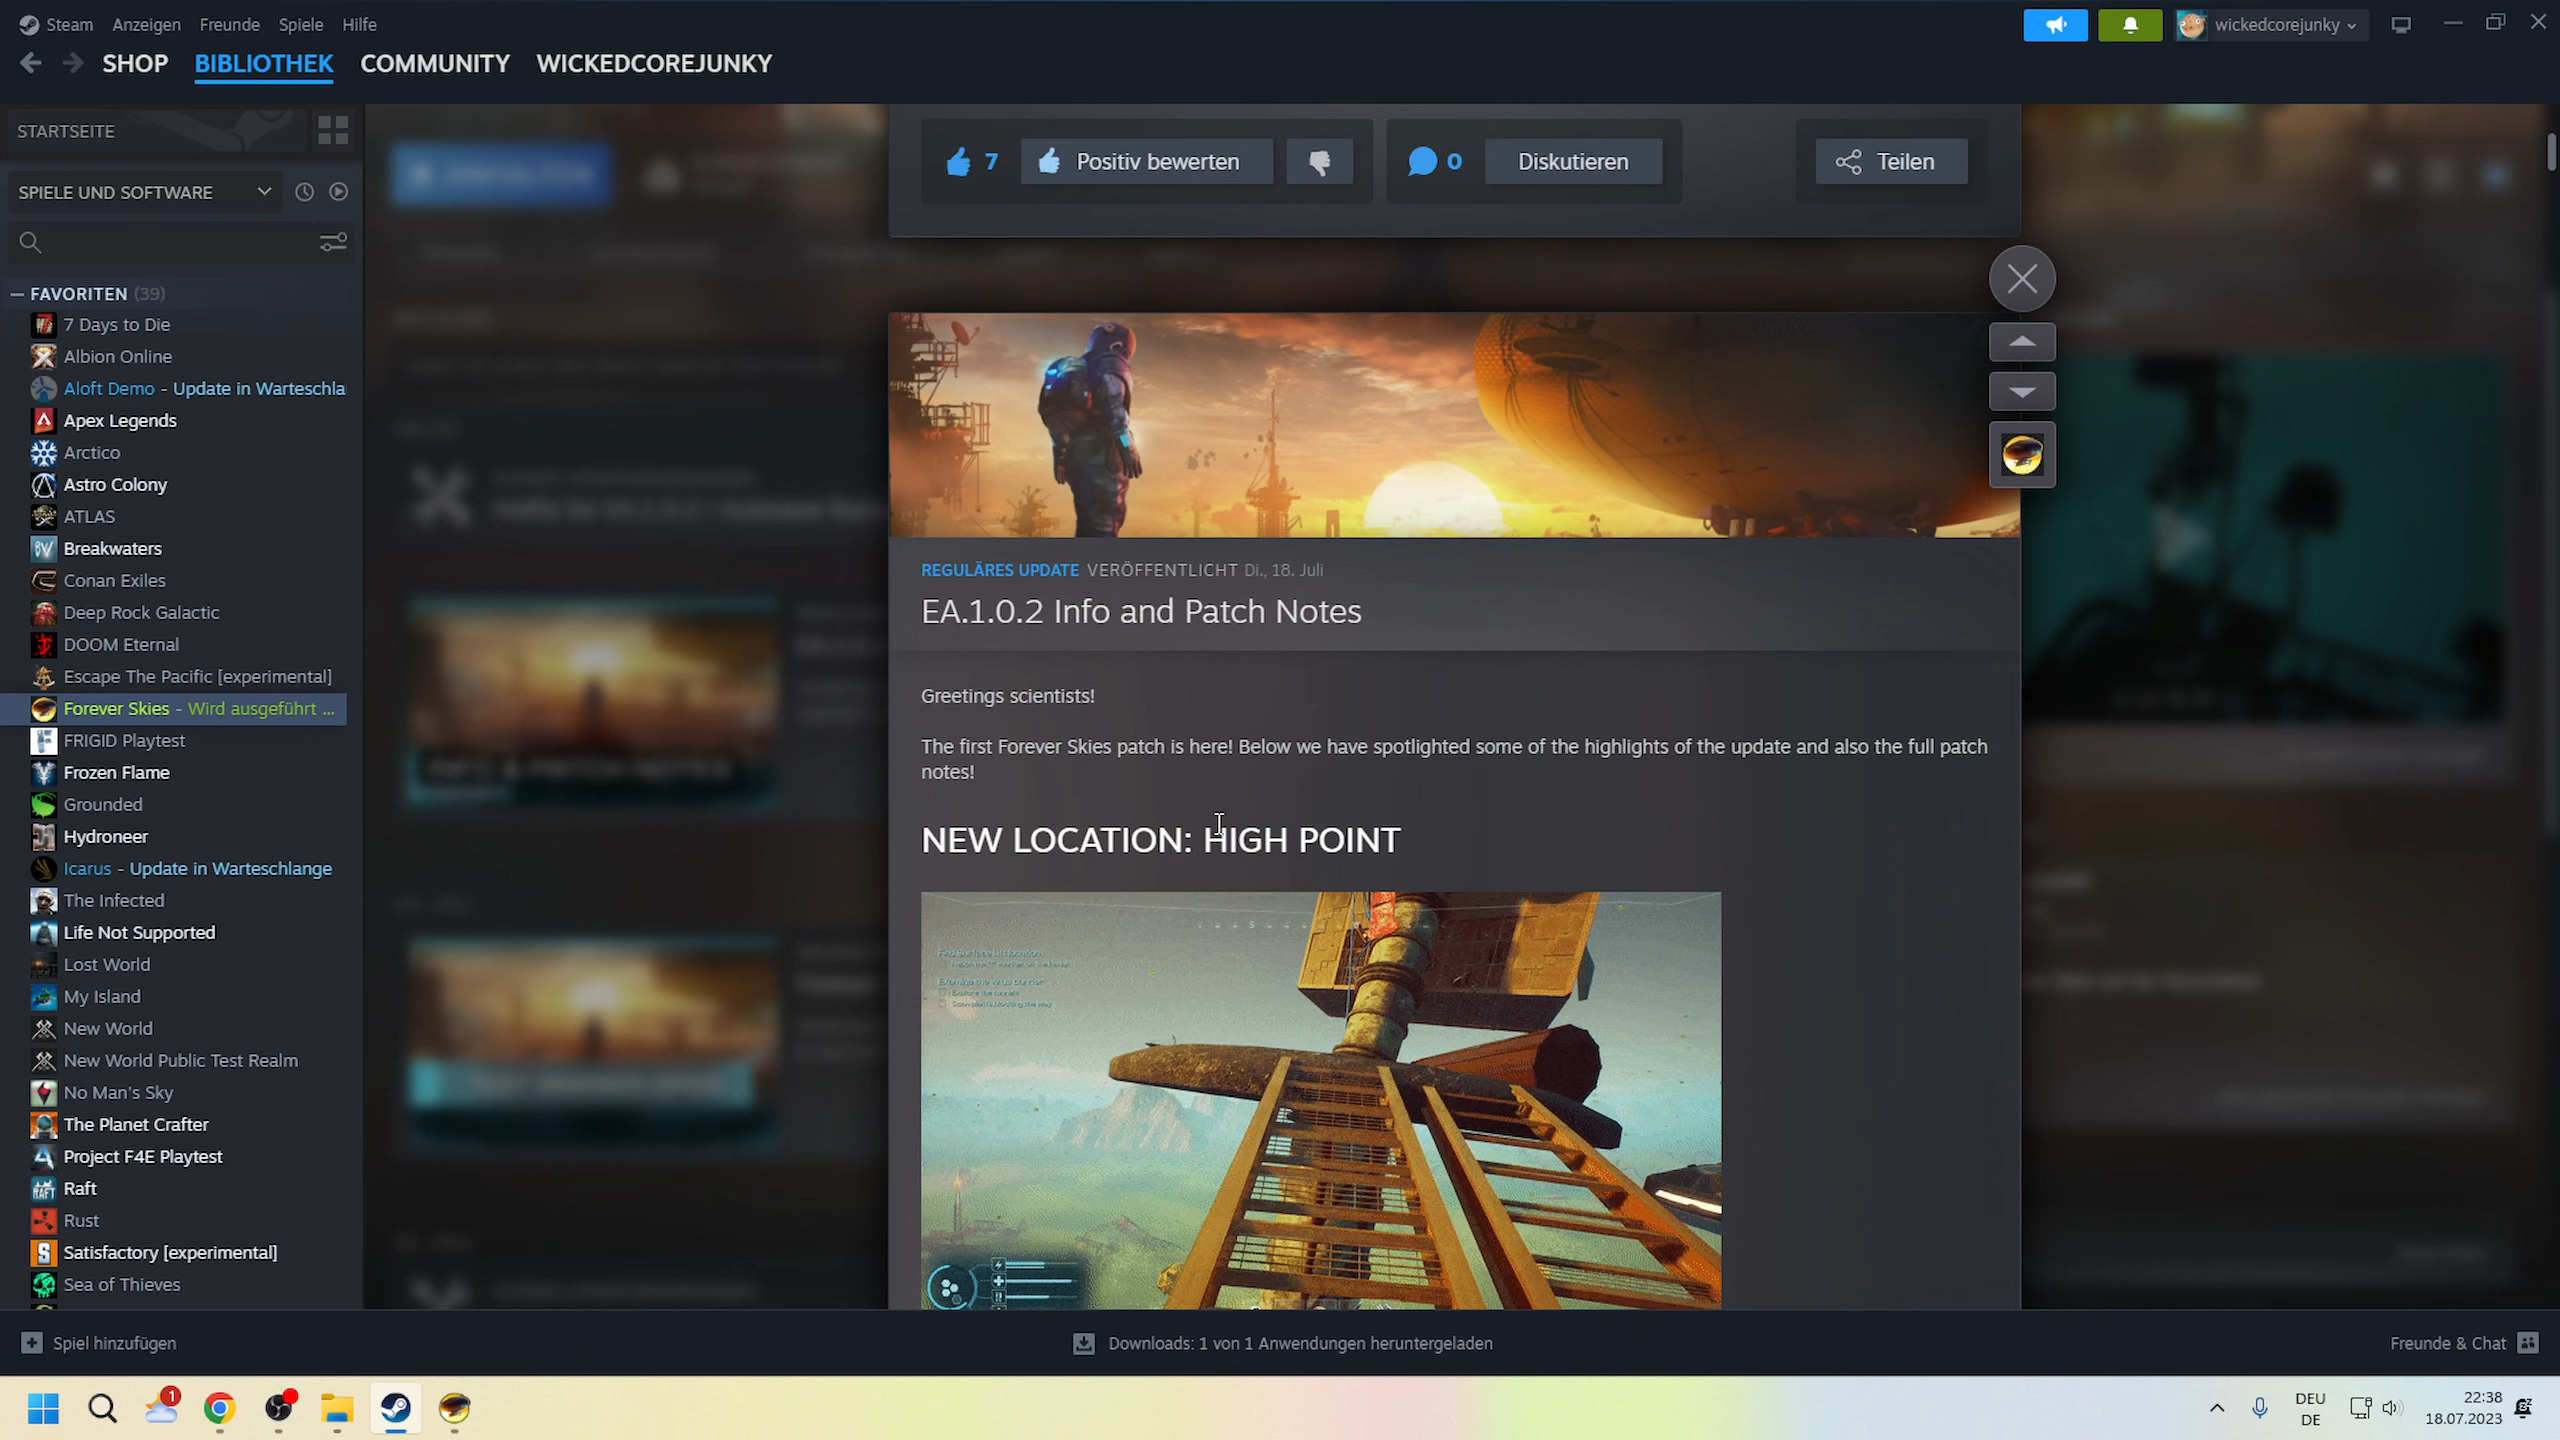 Steam Anzeigen Freunde Spiele Hilfe
wickedcorejunky
SHOP BIBLIOTHEK COMMUNITY WICKEDCOREJUNKY
STARTSEITE
SPIELE UND SOFTWARE
FAVORITEN (39)
7 Days to Die
Albion Online
Aloft Demo - Update in Warteschla
Apex Legends
Arctico
Astro Colony
ATLAS
Breakwaters
Conan Exiles
Deep Rock Galactic
DOOM Eternal
Escape The Pacific [experimental]
Forever Skies - Wird ausgeführt ...
FRIGID Playtest
Frozen Flame
Grounded
Hydroneer
Icarus - Update in Warteschlange
The Infected
Life Not Supported
Lost World
My Island
New World
New World Public Test Realm
No Man's Sky
The Planet Crafter
Project F4E Playtest
Raft
Rust
Satisfactory [experimental]
Sea of Thieves
7 Positiv bewerten 0 Diskutieren Teilen
REGULÄRES UPDATE VERÖFFENTLICHT Di., 18. Juli
EA.1.0.2 Info and Patch Notes
Greetings scientists!
The first Forever Skies patch is here! Below we have spotlighted some of the highlights of the update and also the full patch
notes!
NEW LOCATION: HIGH POINT
Spiel hinzufügen
Downloads: 1 von 1 Anwendungen heruntergeladen
Freunde & Chat
1
DEU
DE
22:38
18.07.2023